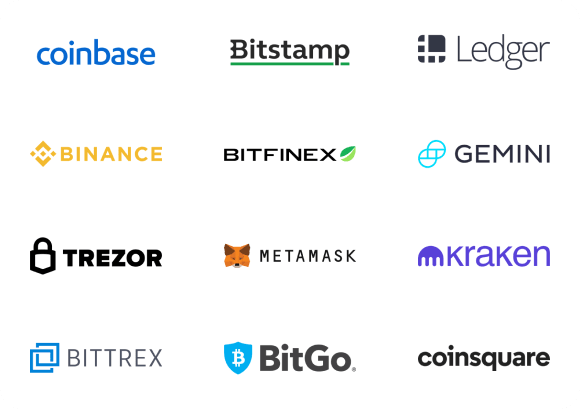 coinbase
Bitstamp
Ledger
BINANCE
BITFINEX
GEMINI
TREZOR
METAMASK
kraken
BITTREX
BitGo®
coinsquare